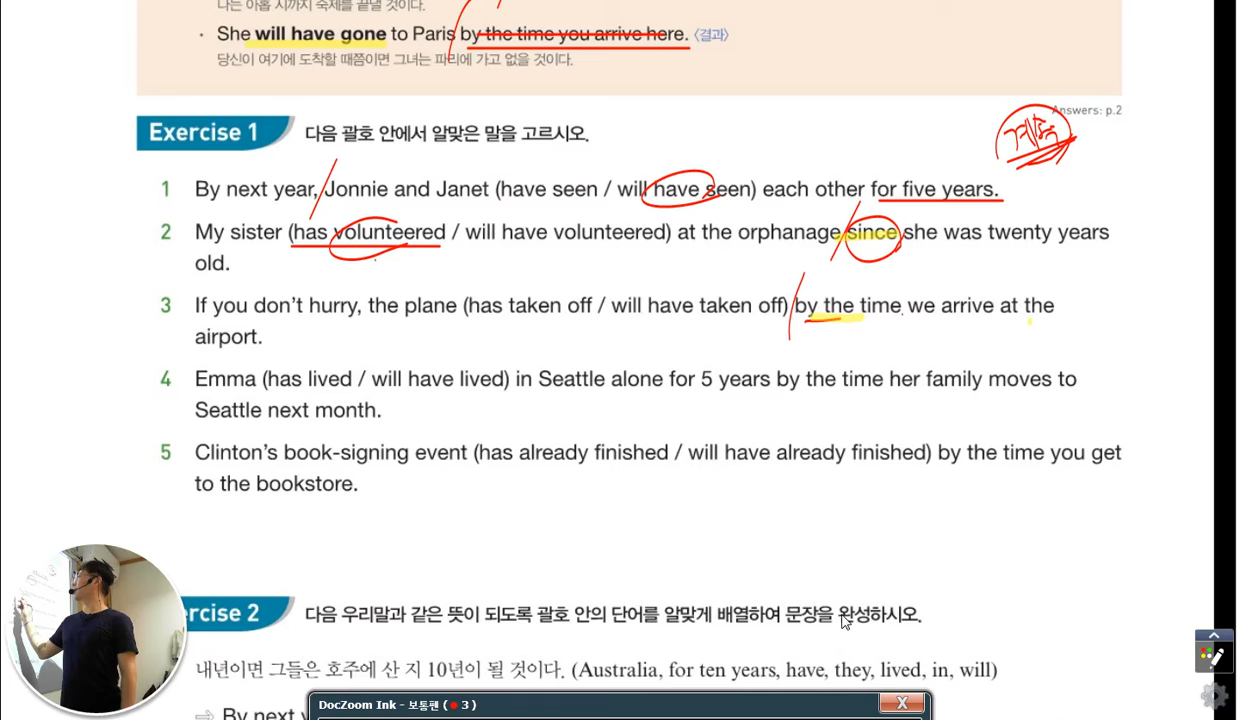 나는 아홉 시까지 숙제를 끝낼 것이다.
· She will have gone to Paris by the time you arrive here. 〈결과〉
당신이 여기에 도착할 때쯤이면 그녀는 파리에 가고 없을 것이다.
Answers: p.2
Exercise 1 다음 괄호 안에서 알맞은 말을 고르시오.
계속
1 By next year, Jonnie and Janet (have seen / will have seen) each other for five years.
2 My sister (has volunteered / will have volunteered) at the orphanage since she was twenty years
old.
3 If you don't hurry, the plane (has taken off / will have taken off) by the time we arrive at the
airport.
4 Emma (has lived / will have lived) in Seattle alone for 5 years by the time her family moves to
Seattle next month.
5 Clinton's book-signing event (has already finished / will have already finished) by the time you get
to the bookstore.
rcise 2 다음 우리말과 같은 뜻이 되도록 괄호 안의 단어를 알맞게 배열하여 문장을 완성하시오.
내년이면 그들은 호주에 산 지 10년이 될 것이다. (Australia, for ten years, have, they, lived, in, will)
⇨ By next y
DocZoom Ink - 보통펜 ( 3 )